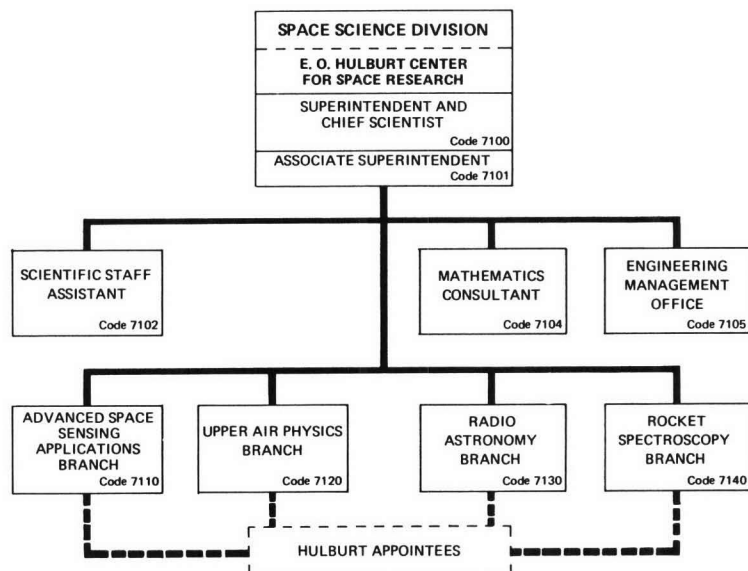 SPACE SCIENCE DIVISION
E. O. HULBURT CENTER
FOR SPACE RESEARCH
SUPERINTENDENT AND
CHIEF SCIENTIST
Code 7100
ASSOCIATE SUPERINTENDENT
Code 7101
SCIENTIFIC STAFF
ASSISTANT
Code 7102
MATHEMATICS
CONSULTANT
Code 7104
ENGINEERING
MANAGEMENT
OFFICE
Code 7105
ADVANCED SPACE
SENSING
APPLICATIONS
BRANCH
Code 7110
UPPER AIR PHYSICS
BRANCH
Code 7120
RADIO
ASTRONOMY
BRANCH
Code 7130
ROCKET
SPECTROSCOPY
BRANCH
Code 7140
HULBURT APPOINTEES